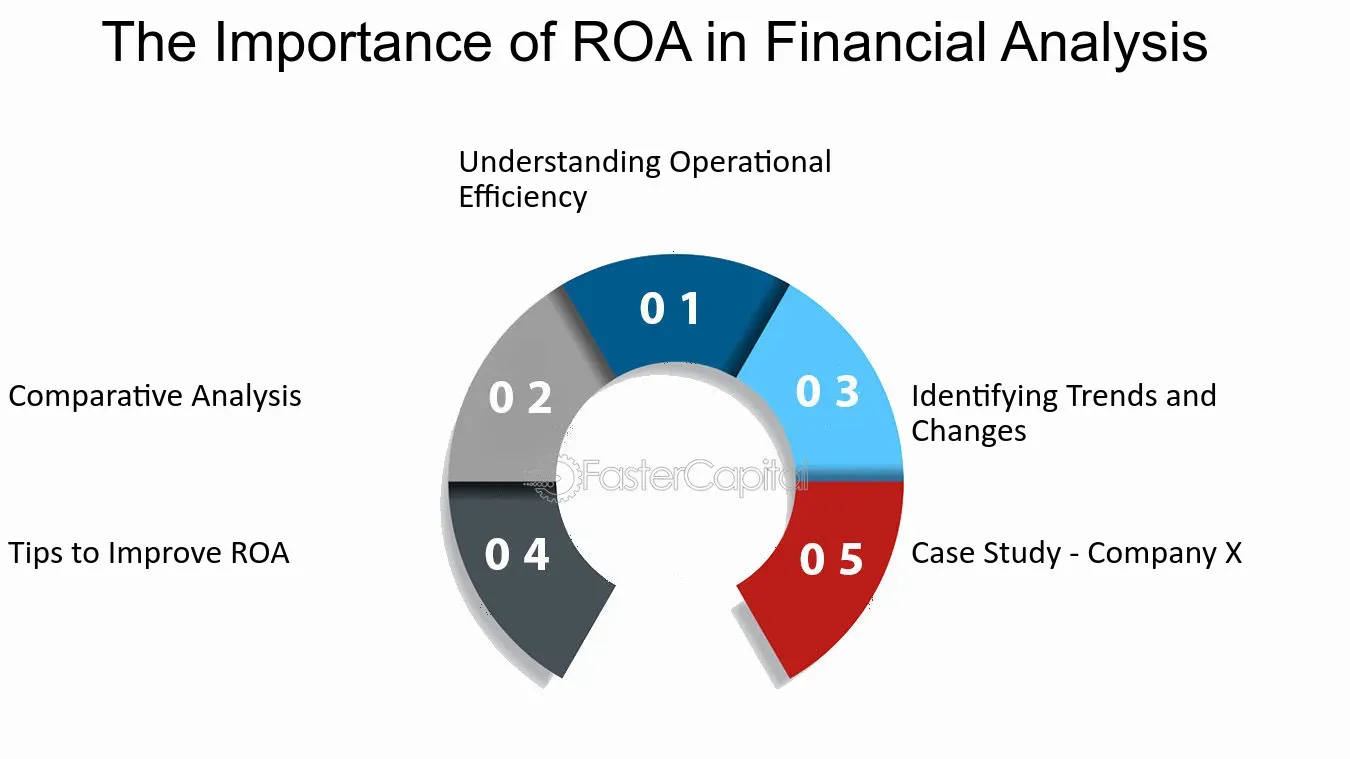 The Importance of ROA in Financial Analysis
Understanding Operational
Efficiency
0 1
0 2
0 3
Comparative Analysis
Identifying Trends and
Changes
FasterCapital
0 4
0 5
Tips to Improve ROA
Case Study - Company X